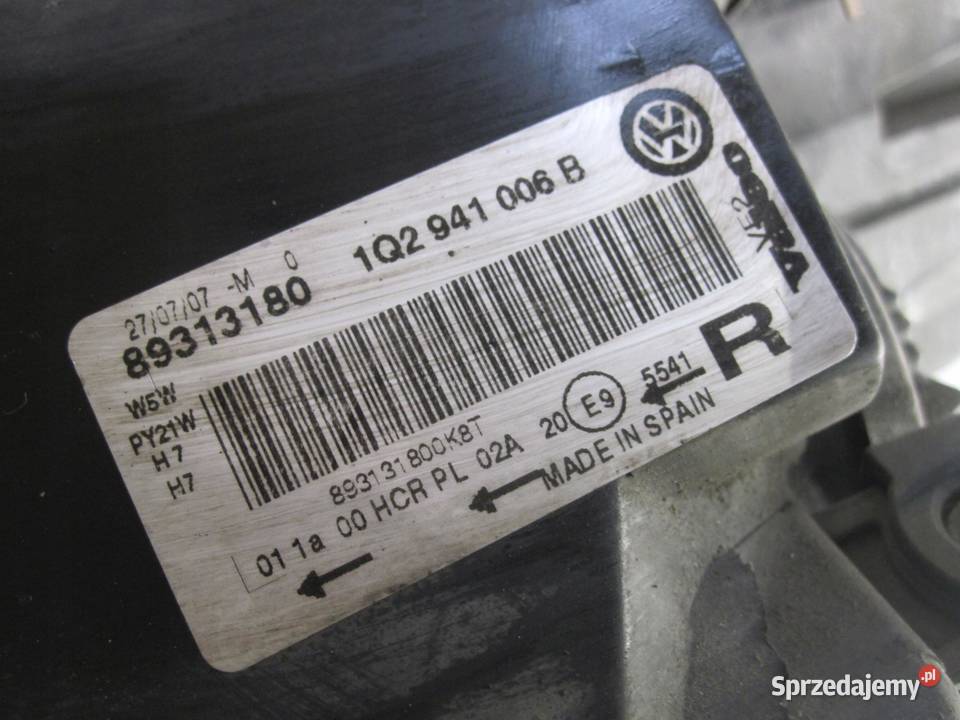 27/07/07 -M 0
89313180 1Q2 941 006 B
W5W
PY21W
H7
H7
893131800K8T
R
01 1a 00 HCR PL 02A 20 E9 5541
MADE IN SPAIN
Sprzedajemy.pl